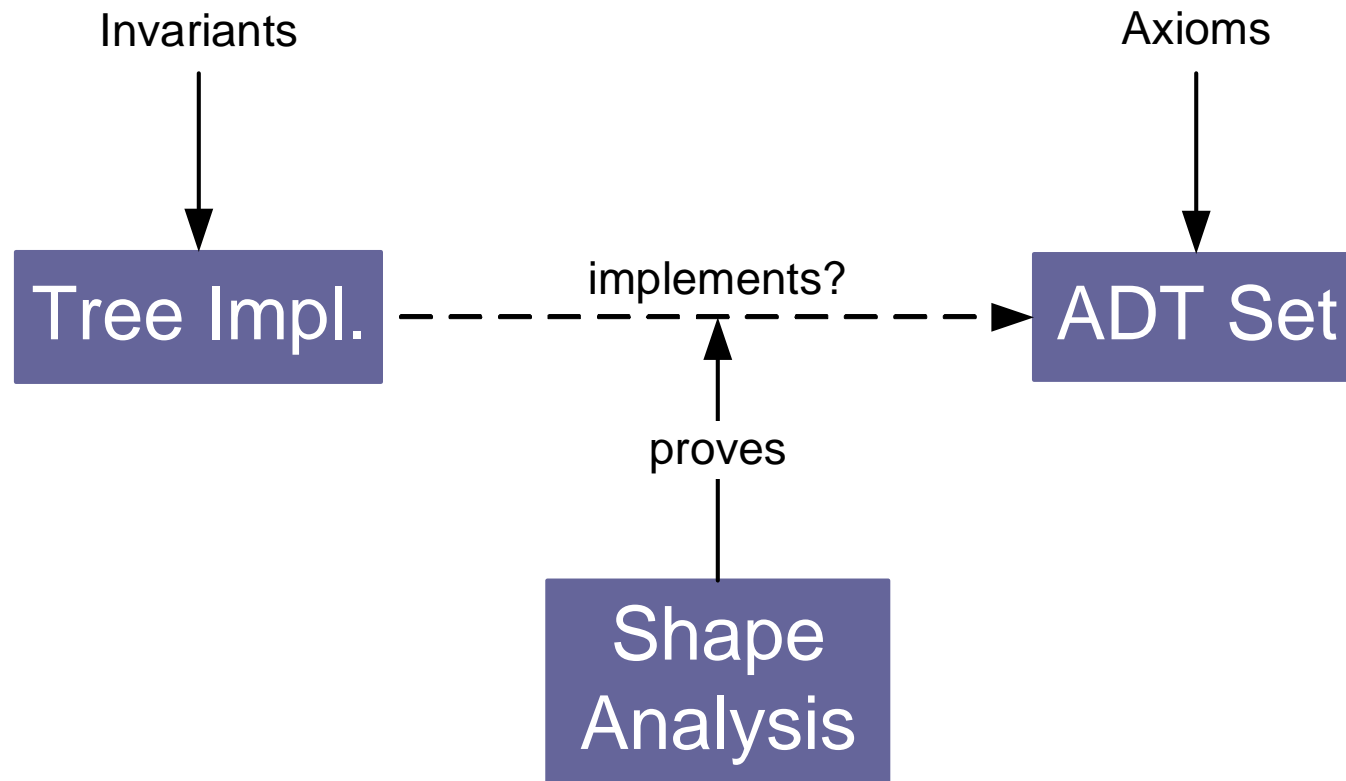 Invariants
Axioms
implements?
Tree Impl.
ADT Set
proves
Shape
Analysis